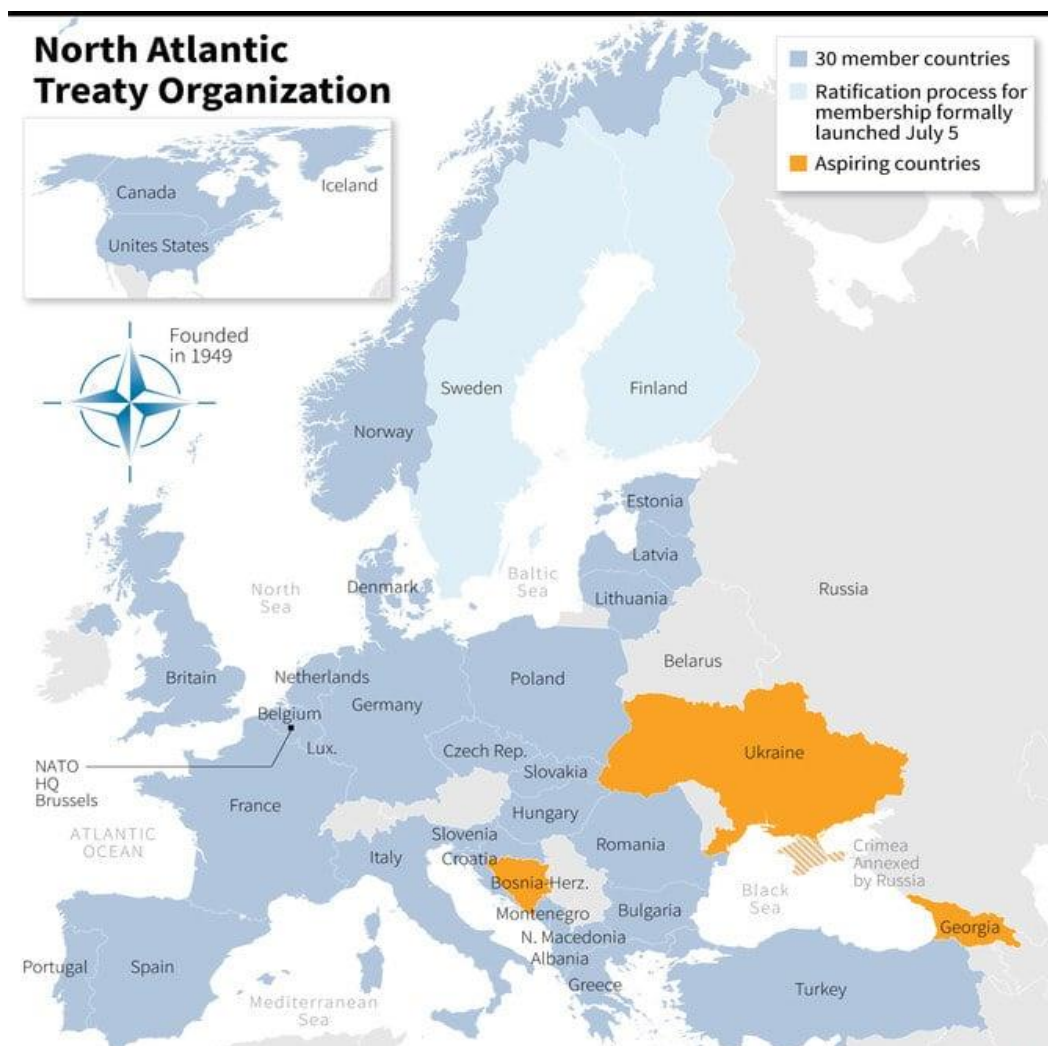 North Atlantic
Treaty Organization
30 member countries
Ratification process for
membership formally
launched July 5
Aspiring countries
Canada
Iceland
Unites States
Founded
in 1949
Sweden
Finland
Norway
Estonia
Latvia
Denmark
Baltic
Sea
North
Sea
Lithuania
Russia
Belarus
Britain
Netherlands
Poland
Germany
Belgium
Lux.
Ukraine
Czech Rep.
Slovakia
NATO
HQ
Brussels
France
Hungary
ATLANTIC
OCEAN
Slovenia
Romania
Italy
Croatia
Crimea
Annexed
by Russia
Bosnia-Herz.
Black
Sea
Montenegro
Bulgaria
Georgia
N. Macedonia
Albania
Portugal
Spain
Greece
Turkey
Mediterranean
Sea